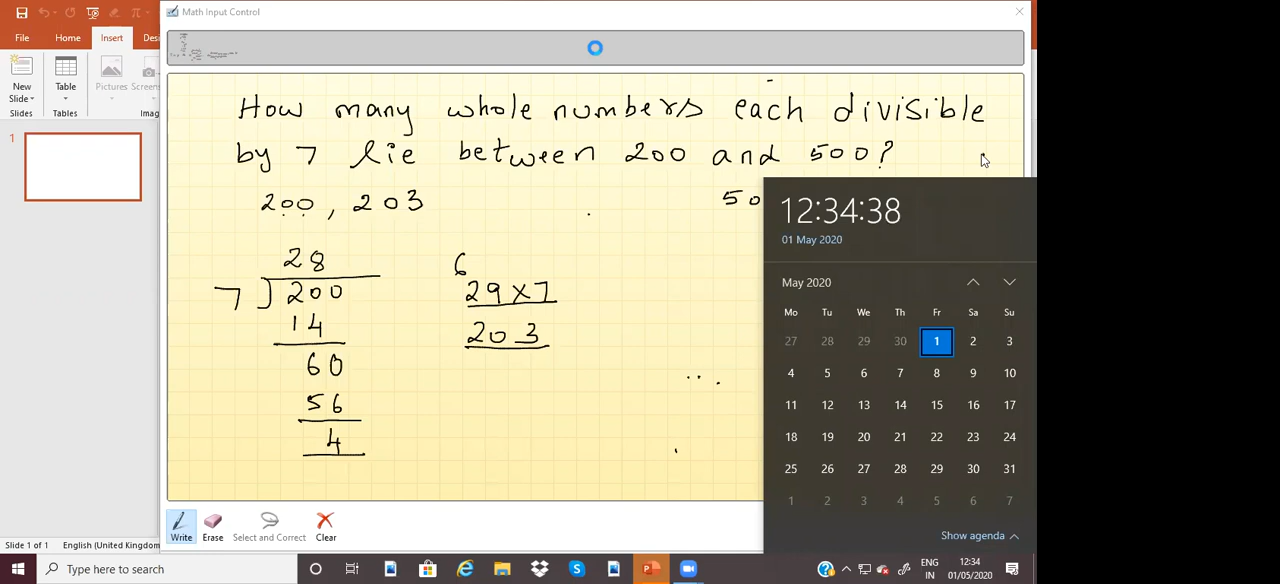 Math Input Control
File Home Insert
New Slide Table Pictures
Slides Tables
1
How many whole numbers each divisible
by 7 lie between 200 and 500?
200, 203
50
28
7 ) 200
14
60
56
4
6
29 x 7
203
...
12:34:38
01 May 2020
May 2020
Mo Tu We Th Fr Sa Su
27 28 29 30 1 2 3
4 5 6 7 8 9 10
11 12 13 14 15 16 17
18 19 20 21 22 23 24
25 26 27 28 29 30 31
1 2 3 4 5 6 7
Show agenda
Write Erase Select and Correct Clear
Slide 1 of 1 English (United Kingdom
Type here to search
ENG IN
12:34
01/05/2020